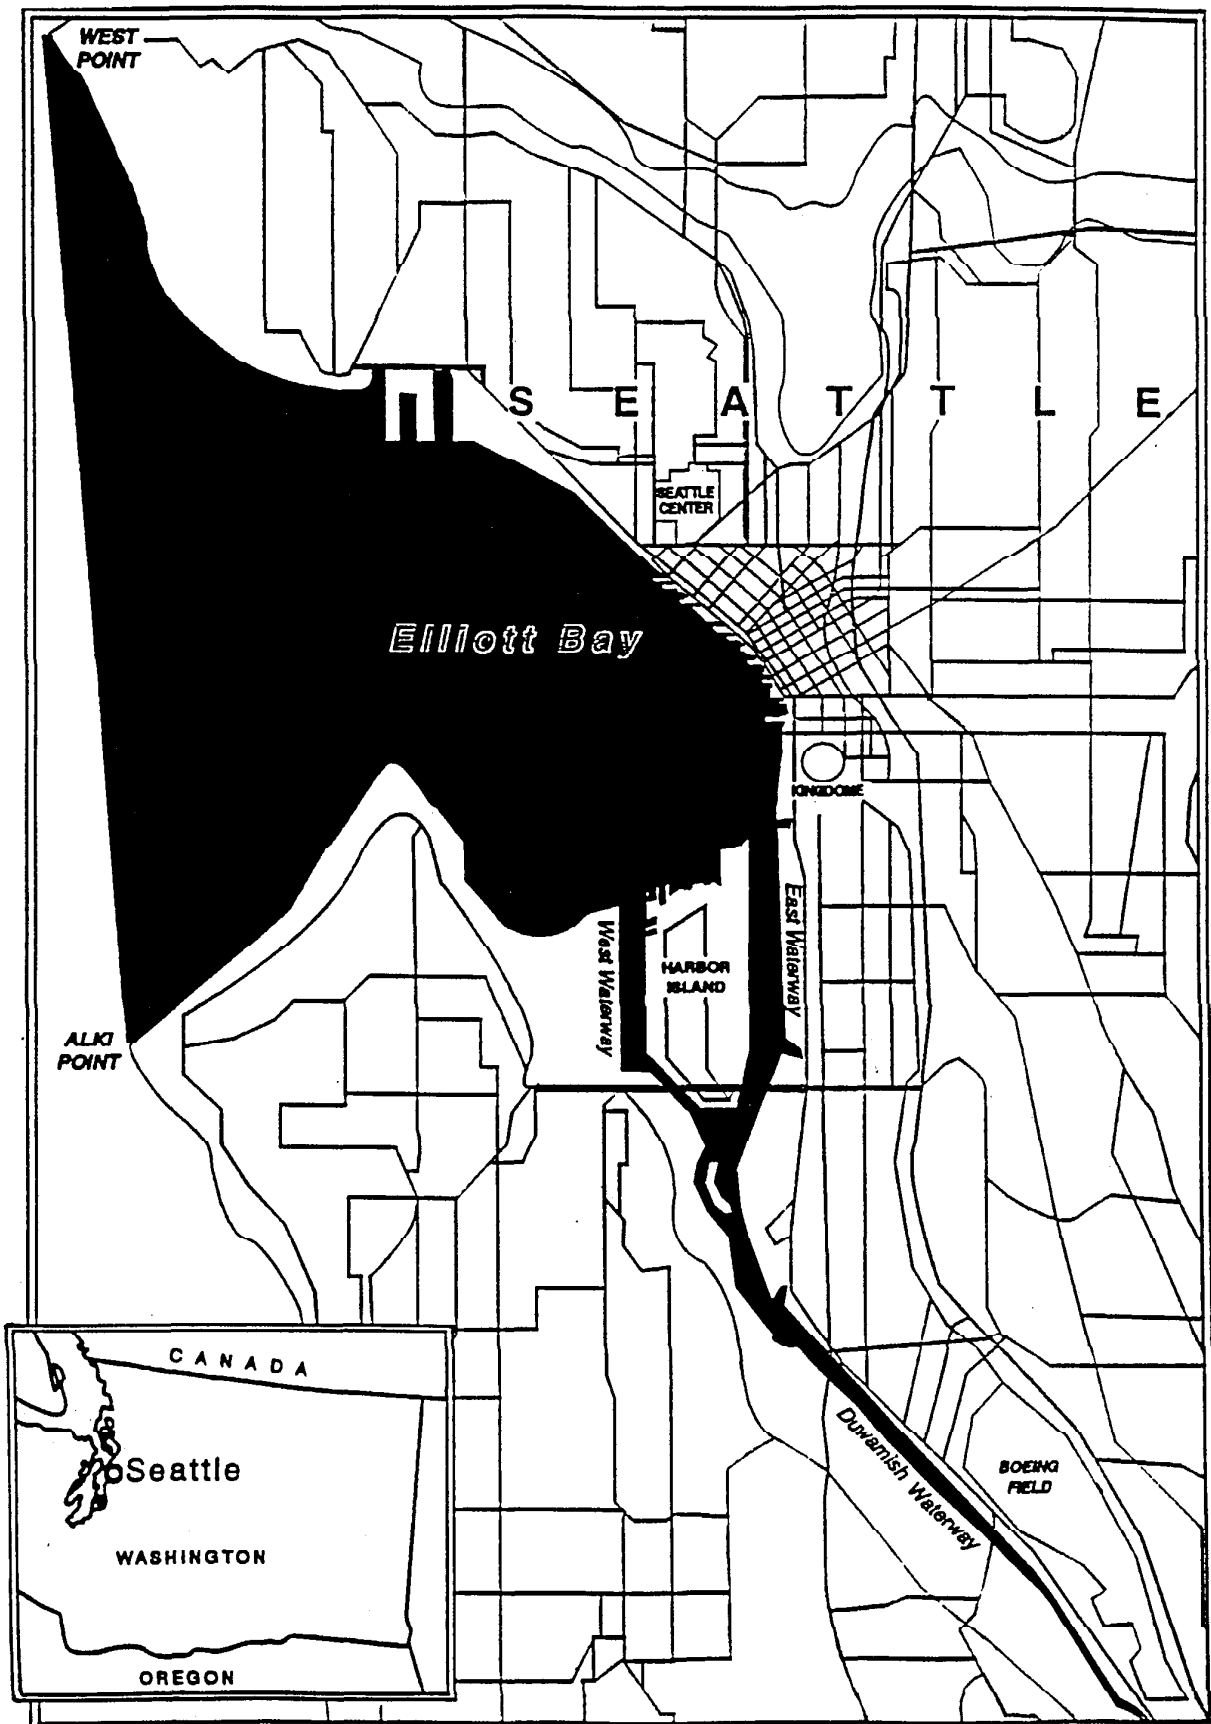 WEST
POINT
S E A T T L E
SEATTLE
CENTER
Elliott Bay
KINGDOME
East Waterway
West Waterway
HARBOR
ISLAND
ALKI
POINT
Duwamish Waterway
BOEING
FIELD
CANADA
Seattle
WASHINGTON
OREGON